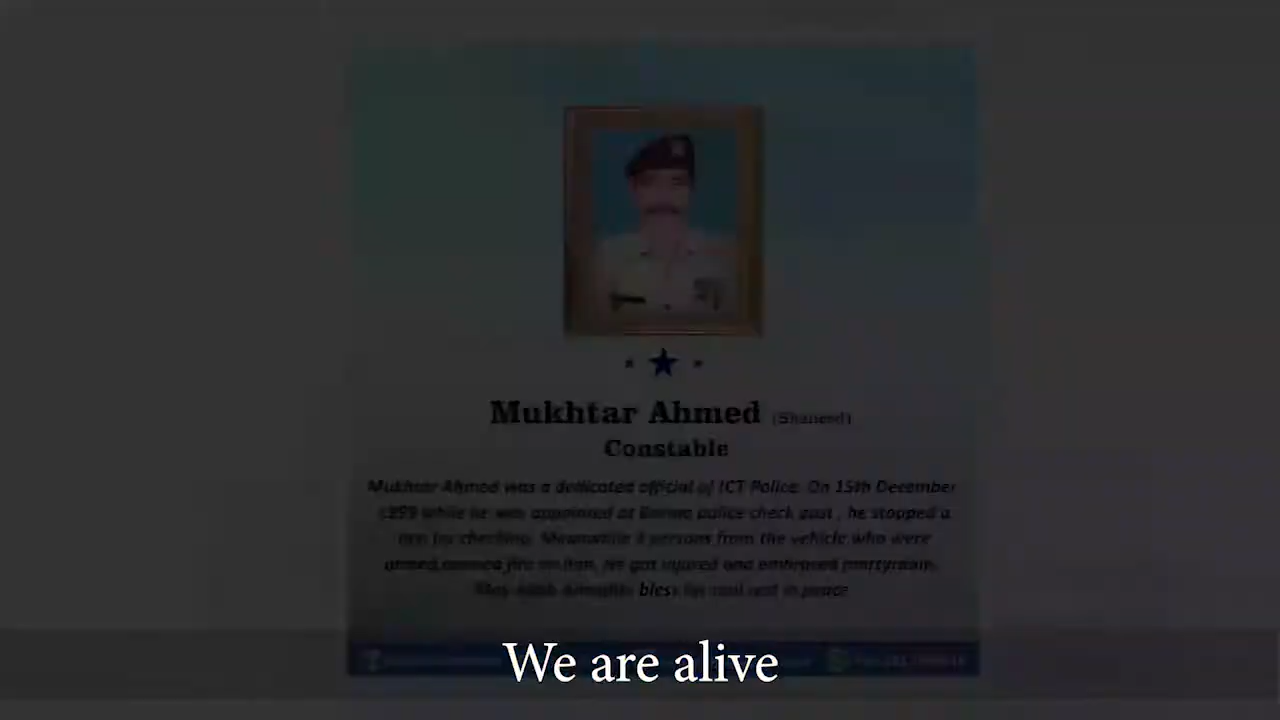 Mukhtar Ahmed (Shaheed)
Constable
Mukhtar Ahmed was a dedicated official of ICT Police. On 15th December
1999 while he was appointed at Barma police check post , he stopped a
taxi for checking. Meanwhile 3 persons from the vehicle who were
armed,opened fire on him, he got injured and embraced martyrdom.
May Allah Almighty bless his soul rest in peace
We are alive